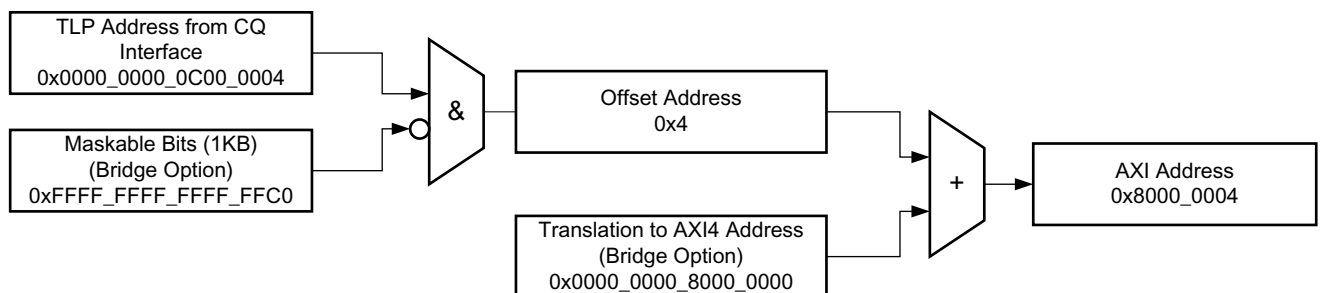 TLP Address from CQ
Interface
0x0000_0000_0C00_0004
Maskable Bits (1KB)
(Bridge Option)
0xFFFF_FFFF_FFFF_FFC0
&
Offset Address
0x4
Translation to AXI4 Address
(Bridge Option)
0x0000_0000_8000_0000
+
AXI Address
0x8000_0004